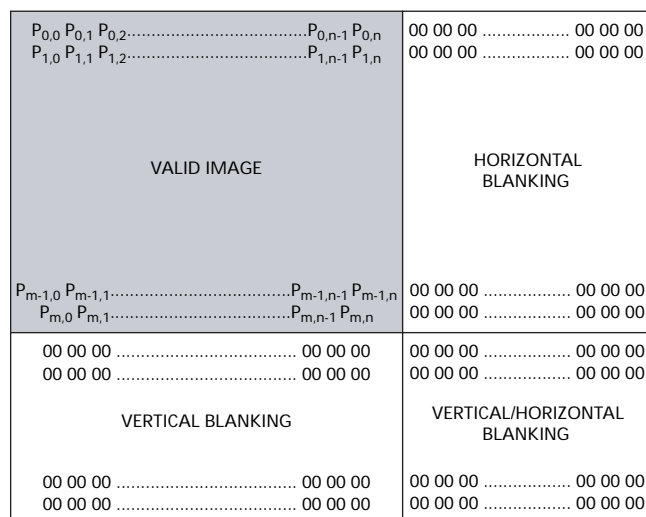 P0,0 P0,1 P0,2.......................................P0,n-1 P0,n 00 00 00 .................. 00 00 00
P1,0 P1,1 P1,2.......................................P1,n-1 P1,n 00 00 00 .................. 00 00 00
VALID IMAGE
HORIZONTAL
BLANKING
Pm-1,0 Pm-1,1.......................................Pm-1,n-1 Pm-1,n 00 00 00 .................. 00 00 00
Pm,0 Pm,1.......................................Pm,n-1 Pm,n 00 00 00 .................. 00 00 00
00 00 00 ..................................... 00 00 00 00 00 00 .................. 00 00 00
00 00 00 ..................................... 00 00 00 00 00 00 .................. 00 00 00
VERTICAL BLANKING
VERTICAL/HORIZONTAL
BLANKING
00 00 00 ..................................... 00 00 00 00 00 00 .................. 00 00 00
00 00 00 ..................................... 00 00 00 00 00 00 .................. 00 00 00